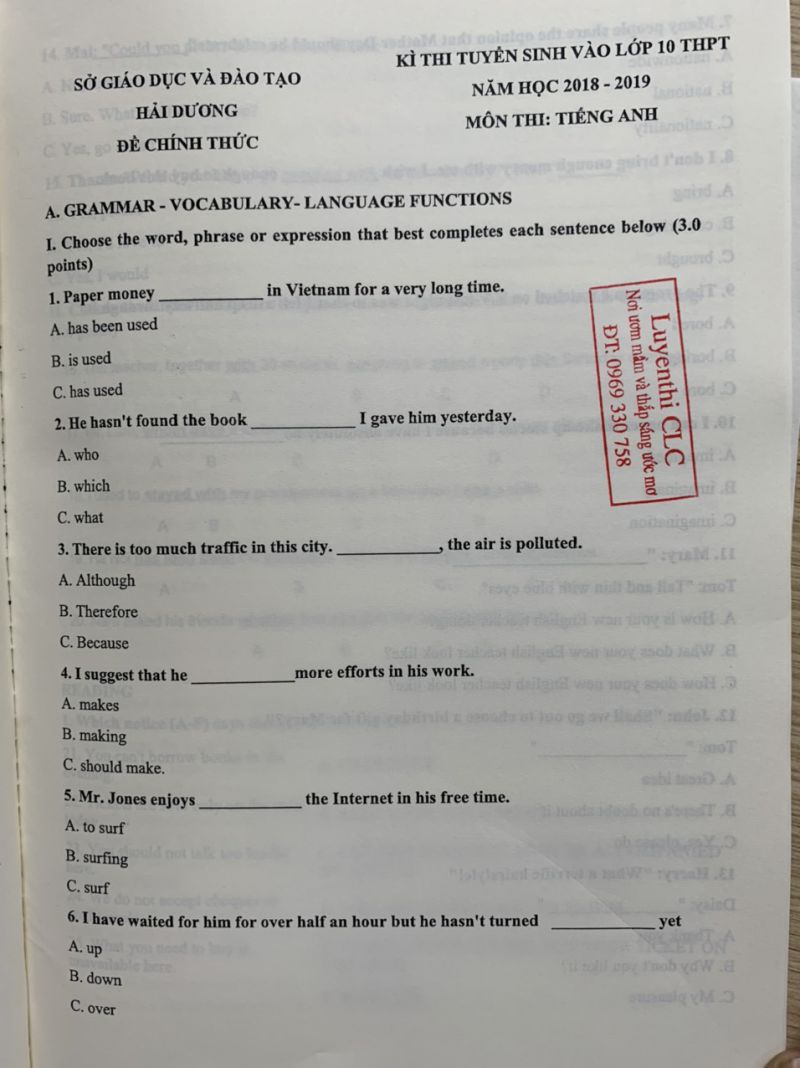 SỞ GIÁO DỤC VÀ ĐÀO TẠO
HẢI DƯƠNG
ĐỀ CHÍNH THỨC
KÌ THI TUYỂN SINH VÀO LỚP 10 THPT
NĂM HỌC 2018 - 2019
MÔN THI: TIẾNG ANH
A. GRAMMAR - VOCABULARY- LANGUAGE FUNCTIONS
I. Choose the word, phrase or expression that best completes each sentence below (3.0
points)
1. Paper money ____________ in Vietnam for a very long time.
A. has been used
B. is used
C. has used
2. He hasn't found the book ____________ I gave him yesterday.
A. who
B. which
C. what
3. There is too much traffic in this city. ____________, the air is polluted.
A. Although
B. Therefore
C. Because
4. I suggest that he ____________more efforts in his work.
A. makes
B. making
C. should make.
5. Mr. Jones enjoys ____________ the Internet in his free time.
A. to surf
B. surfing
C. surf
6. I have waited for him for over half an hour but he hasn't turned ____________ yet
A. up
B. down
C. over
Luyenthi CLC
Nơi ươm mầm và thắp sáng ước mơ
ĐT: 0969 330 758